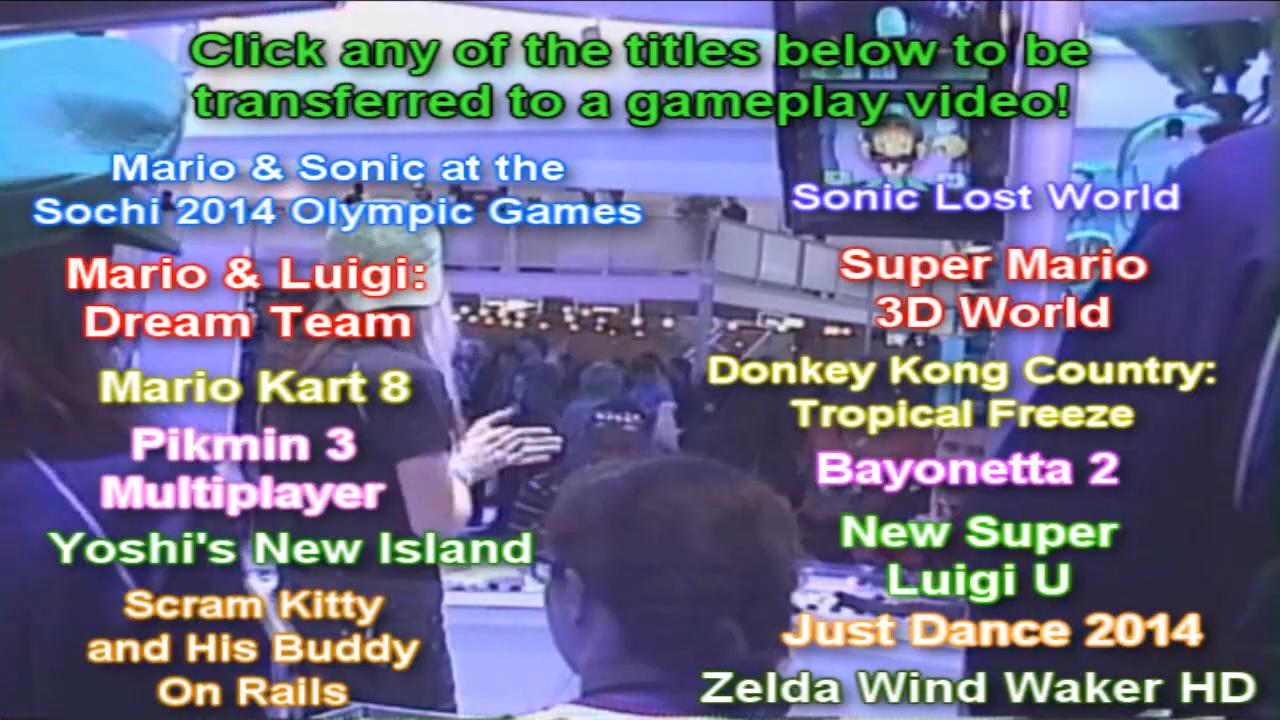 Click any of the titles below to be
transferred to a gameplay video!
Mario & Sonic at the
Sochi 2014 Olympic Games
Mario & Luigi:
Dream Team
Mario Kart 8
Pikmin 3
Multiplayer
Yoshi's New Island
Scram Kitty
and His Buddy
On Rails
Sonic Lost World
Super Mario
3D World
Donkey Kong Country:
Tropical Freeze
Bayonetta 2
New Super
Luigi U
Just Dance 2014
Zelda Wind Waker HD